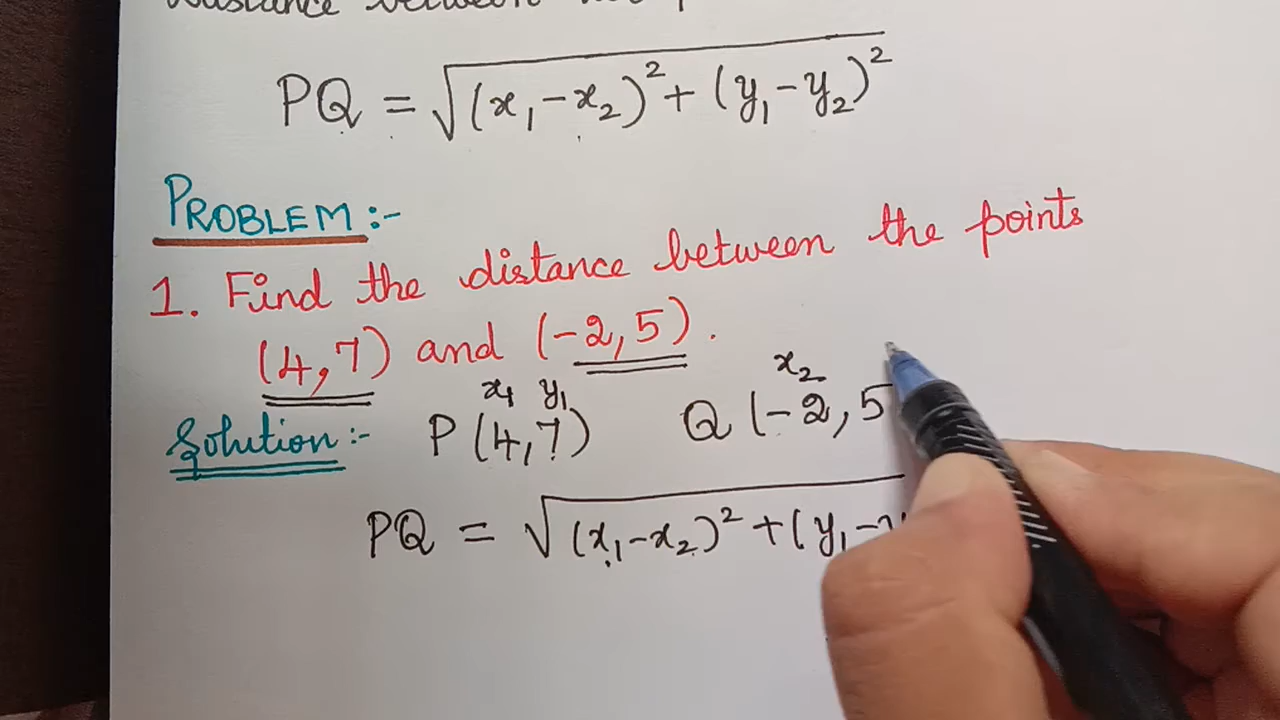 between
PQ = √(x₁-x₂)² + (y₁-y₂)²
PROBLEM:-
1. Find the distance between the points
(4,7) and (-2,5).
x₁ y₁ x₂
Solution:- P(4,7) Q(-2,5
PQ = √(x₁-x₂)² + (y₁-y